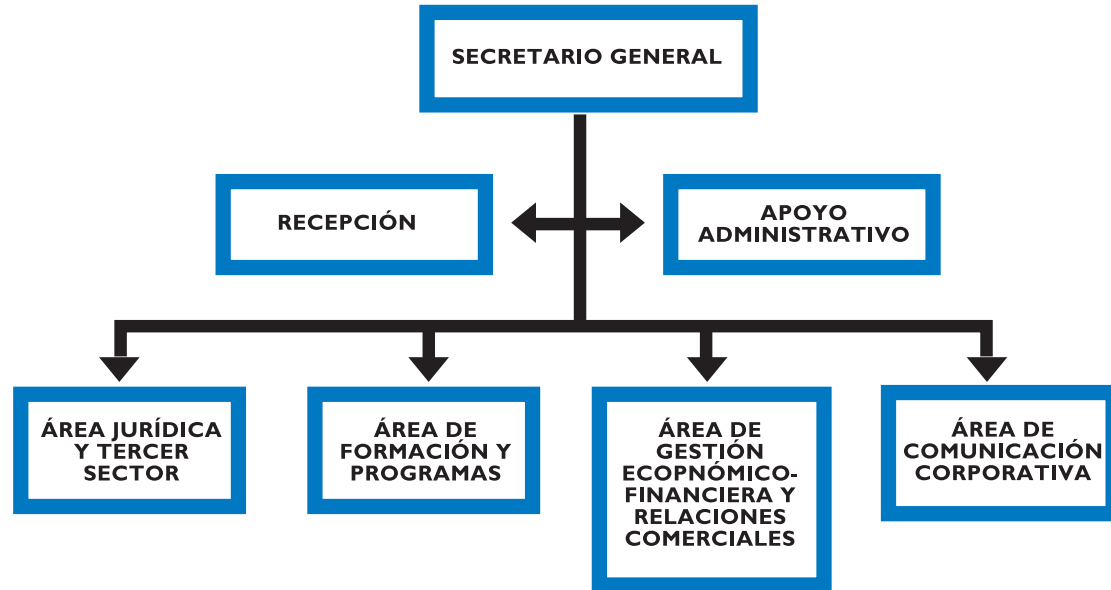 SECRETARIO GENERAL
RECEPCIÓN
APOYO
ADMINISTRATIVO
ÁREA JURÍDICA
Y TERCER
SECTOR
ÁREA DE
FORMACIÓN Y
PROGRAMAS
ÁREA DE
GESTIÓN
ECOPNÓMICO-
FINANCIERA Y
RELACIONES
COMERCIALES
ÁREA DE
COMUNICACIÓN
CORPORATIVA